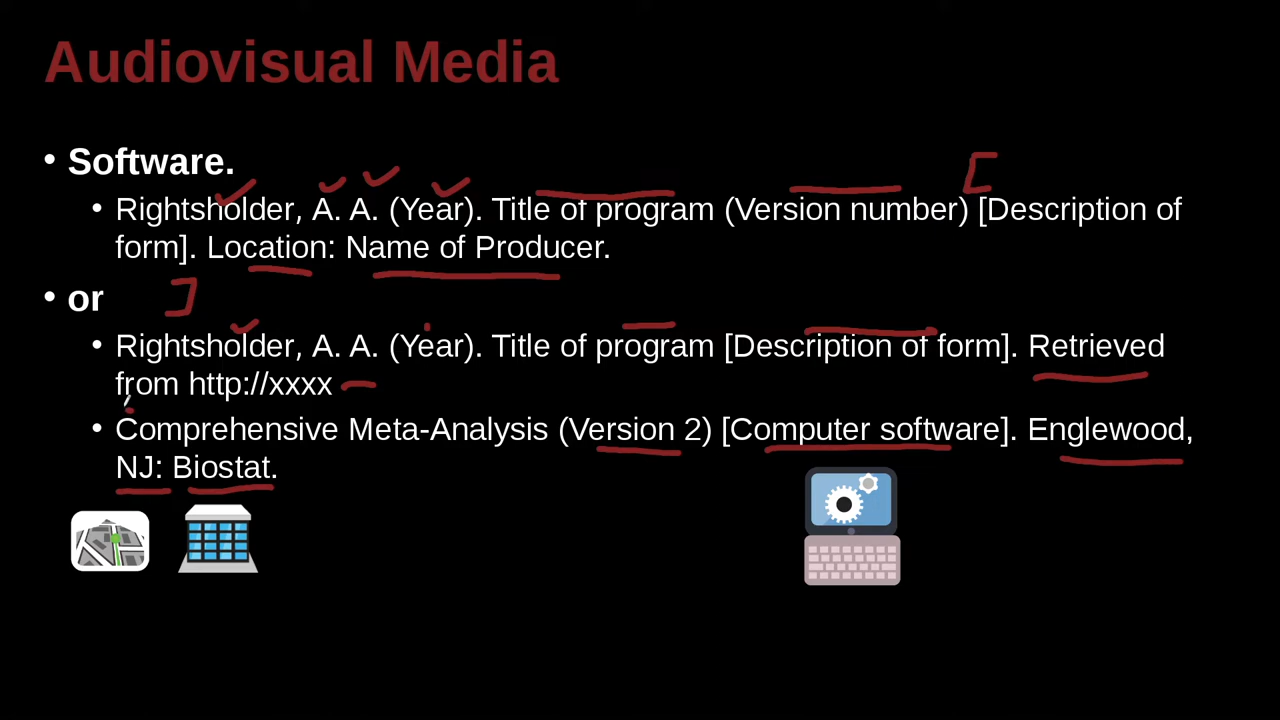 Audiovisual Media
• Software.
• Rightsholder, A. A. (Year). Title of program (Version number) [Description of
form]. Location: Name of Producer.
• or
• Rightsholder, A. A. (Year). Title of program [Description of form]. Retrieved
from http://xxxx
• Comprehensive Meta-Analysis (Version 2) [Computer software]. Englewood,
NJ: Biostat.